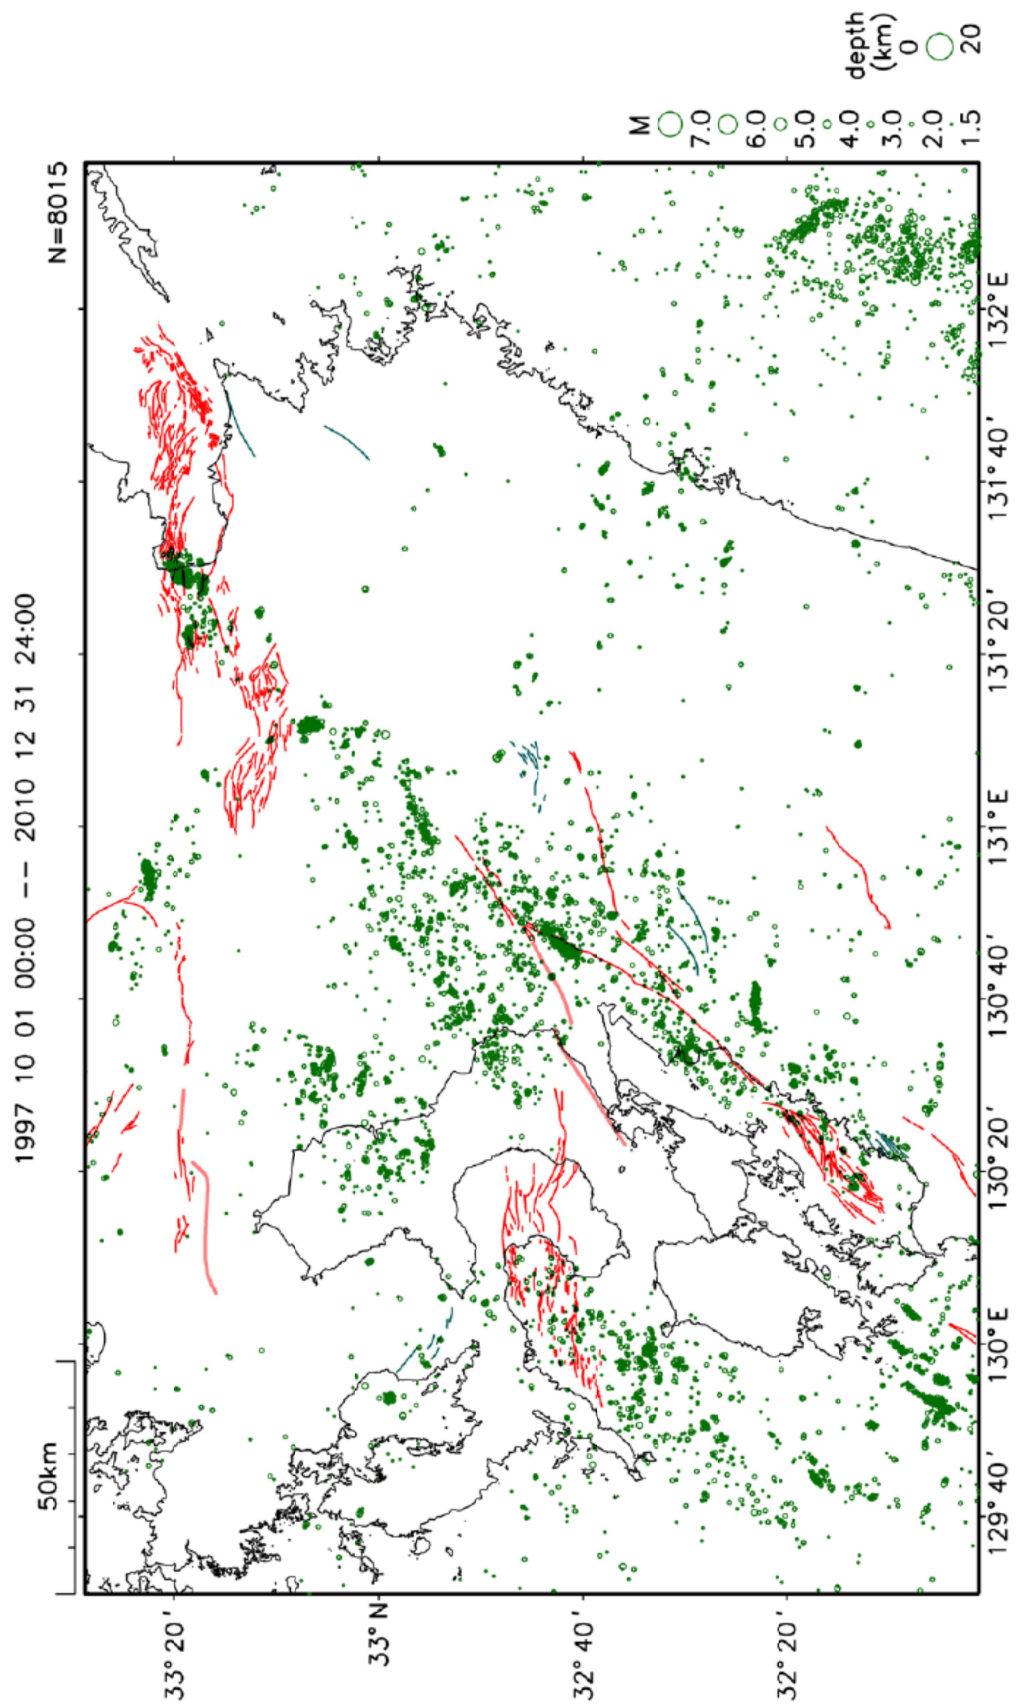 1997 10 01 00:00 -- 2010 12 31 24:00
50km
N=8015
33° 20 '
33° N
32° 40 '
32° 20 '
129° 40 '
130° E
130° 20 '
130° 40 '
131° E
131° 20 '
131° 40 '
132° E
M
7.0
6.0
5.0
4.0
3.0
2.0
1.5
depth
(km)
0
20